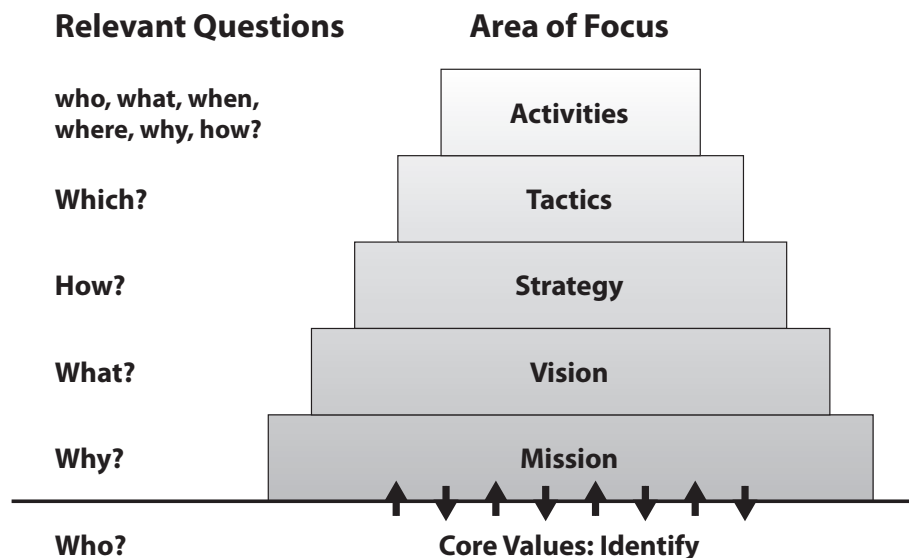 Relevant Questions Area of Focus
who, what, when,
where, why, how?
Activities
Which? Tactics
How? Strategy
What? Vision
Why? Mission
Who? Core Values: Identify